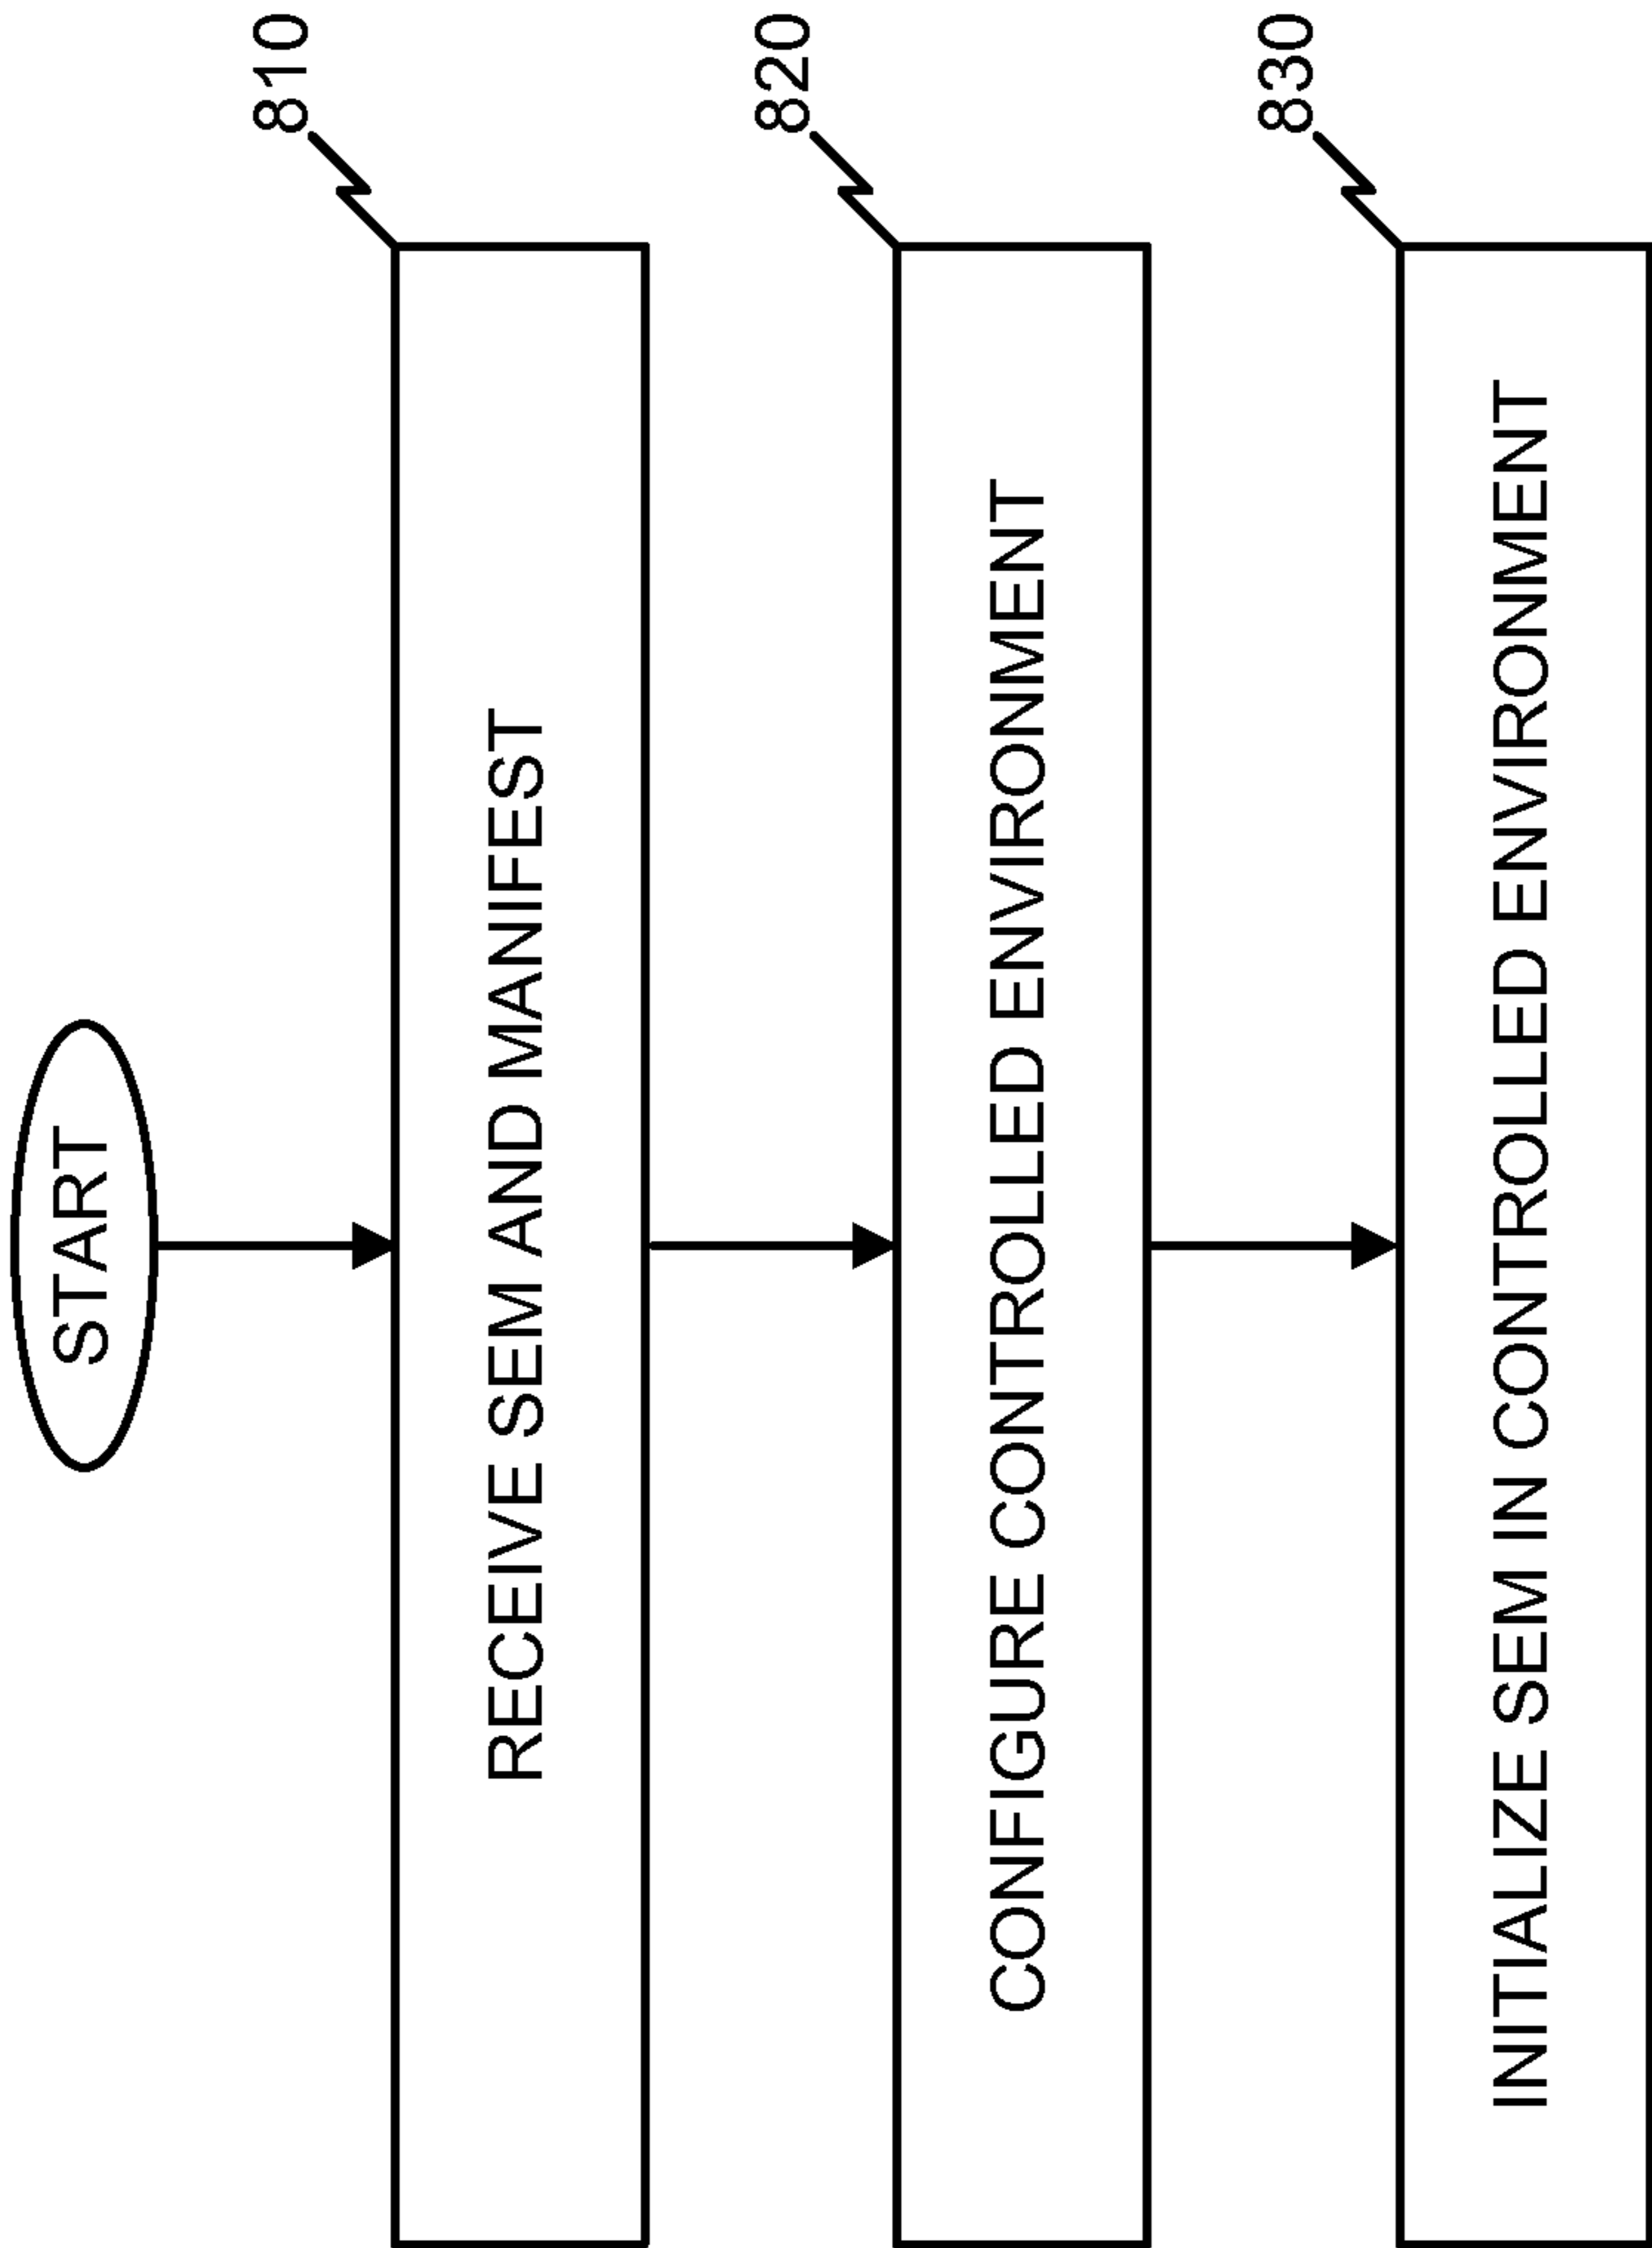 START
810
RECEIVE SEM AND MANIFEST
820
CONFIGURE CONTROLLED ENVIRONMENT
830
INITIALIZE SEM IN CONTROLLED ENVIRONMENT